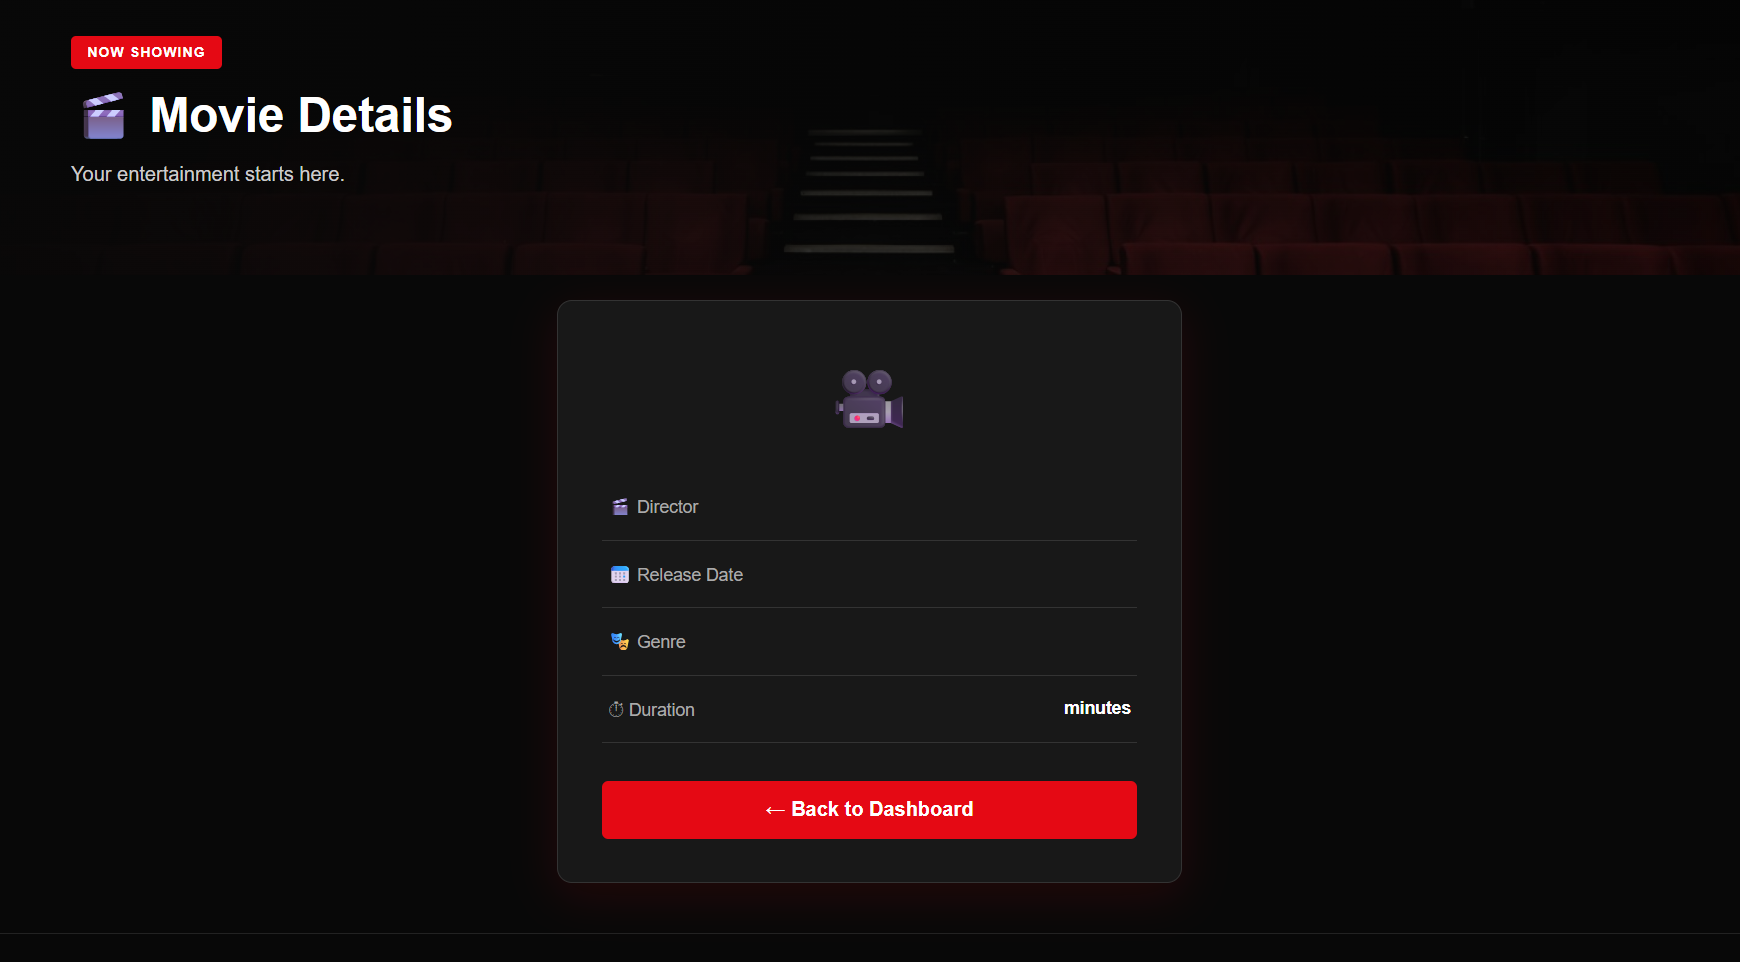 NOW SHOWING
Movie Details
Your entertainment starts here.
Director
Release Date
Genre
Duration minutes
← Back to Dashboard